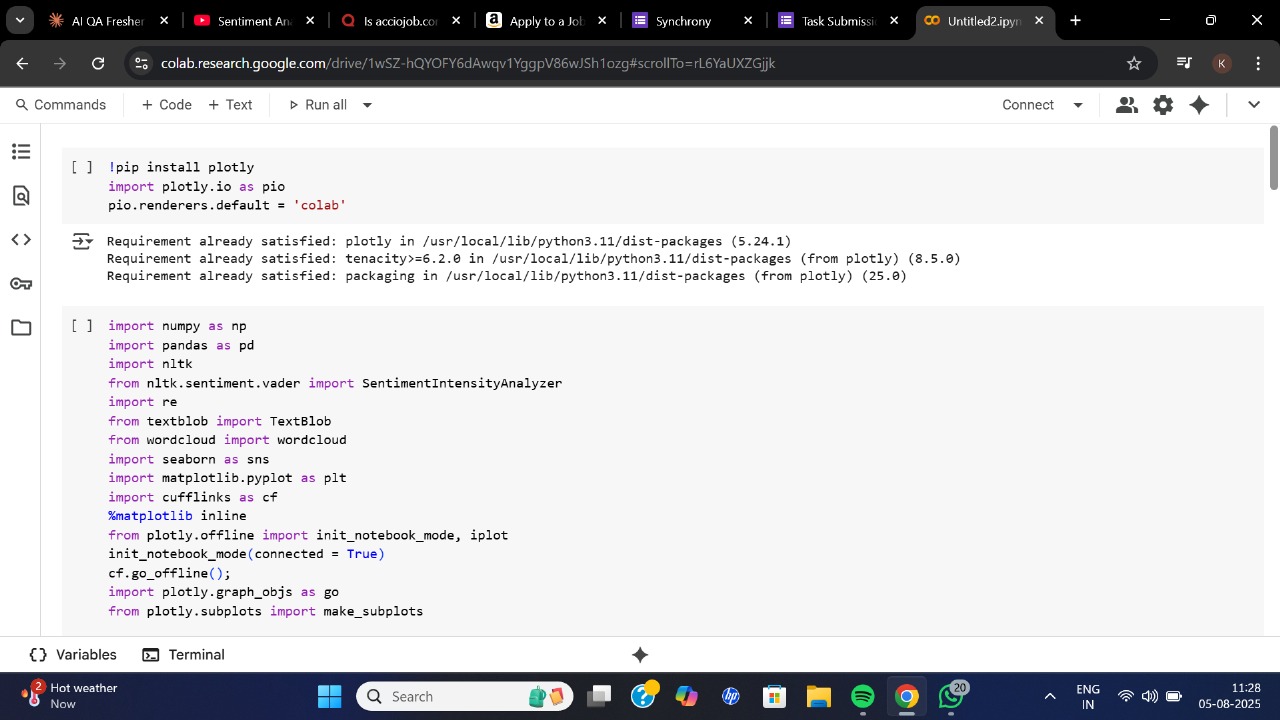 AI QA Fresher
Sentiment Ana
Is acciojob.co
Apply to a Job
Synchrony
Task Submissi
Untitled2.ipyn
colab.research.google.com/drive/1wSZ-hQYOFY6dAwqv1YggpV86wJSh1ozg#scrollTo=rL6YaUXZGjjk
K
Commands + Code + Text Run all Connect
[ ] !pip install plotly
import plotly.io as pio
pio.renderers.default = 'colab'
Requirement already satisfied: plotly in /usr/local/lib/python3.11/dist-packages (5.24.1)
Requirement already satisfied: tenacity>=6.2.0 in /usr/local/lib/python3.11/dist-packages (from plotly) (8.5.0)
Requirement already satisfied: packaging in /usr/local/lib/python3.11/dist-packages (from plotly) (25.0)
[ ] import numpy as np
import pandas as pd
import nltk
from nltk.sentiment.vader import SentimentIntensityAnalyzer
import re
from textblob import TextBlob
from wordcloud import wordcloud
import seaborn as sns
import matplotlib.pyplot as plt
import cufflinks as cf
%matplotlib inline
from plotly.offline import init_notebook_mode, iplot
init_notebook_mode(connected = True)
cf.go_offline();
import plotly.graph_objs as go
from plotly.subplots import make_subplots
{} Variables Terminal
2
Hot weather
Now
Search
hp
20
ENG
IN
11:28
05-08-2025